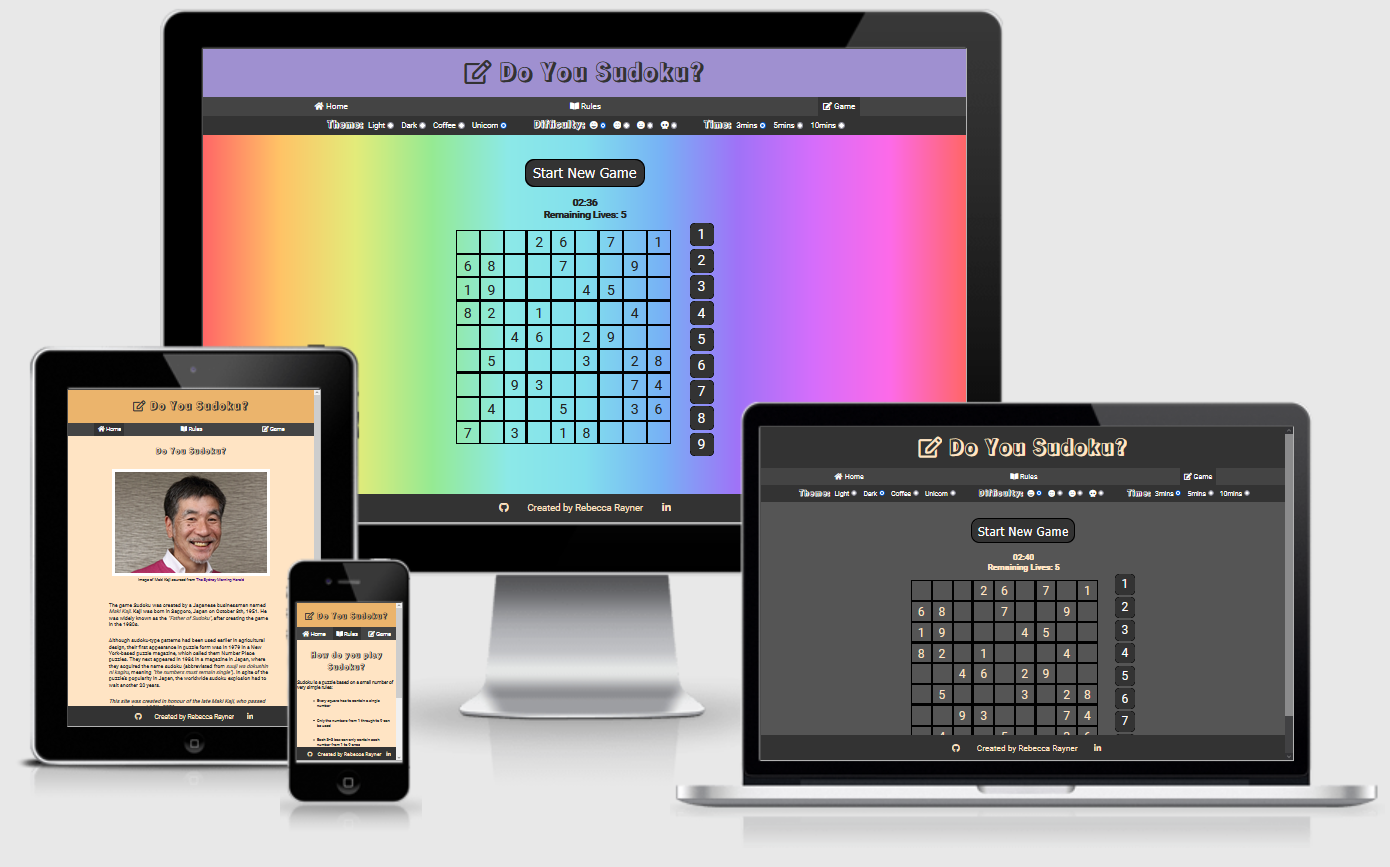 Do You Sudoku?
Home Rules Game
Theme: Light Dark Coffee Unicorn Difficulty: Time: 3mins 5mins 10mins
Start New Game
02:36
Remaining Lives: 5
2 6 7 1
6 8 7 9
1 9 4 5
8 2 1 4
4 6 2 9
5 3 2 8
9 3 7 4
4 5 3 6
7 3 1 8
1
2
3
4
5
6
7
8
9
Created by Rebecca Rayner in
Do You Sudoku?
Home Rules Game
Do You Sudoku?
Image of Maki Kaji sourced from The Sydney Morning Herald
The game Sudoku was created by a Japanese businessman named
Maki Kaji. Kaji was born in Sapporo, Japan on October 8th, 1951. He
was widely known as the "Father of Sudoku", after creating the game
in the 1980s.
Although sudoku-type patterns had been used earlier in agricultural
design, their first appearance in puzzle form was in 1979 in a New
York-based puzzle magazine, which called them Number Place
puzzles. They next appeared in 1984 in a magazine in Japan, where
they acquired the name sudoku (abbreviated from suuji wa dokushin
ni kagiru, meaning "the numbers must remain single"). In spite of the
puzzle's popularity in Japan, the worldwide sudoku explosion had to
wait another 20 years.
This site was created in honour of the late Maki Kaji, who passed
Created by Rebecca Rayner in
Do You Sudoku?
Home Rules Game
How do you play
Sudoku?
Sudoku is a puzzle based on a small number of
very simple rules:
Every square has to contain a single
number
Only the numbers from 1 through to 9 can
be used
Each 3×3 box can only contain each
number from 1 to 9 once
Created by Rebecca Rayner in
Do You Sudoku?
Home Rules Game
Theme: Light Dark Coffee Unicorn Difficulty: Time: 3mins 5mins 10mins
Start New Game
02:40
Remaining Lives: 5
2 6 7 1
6 8 7 9
1 9 4 5
8 2 1 4
4 6 2 9
5 3 2 8
9 3 7 4
4 5 3 6
1
2
3
4
5
6
7
Created by Rebecca Rayner in